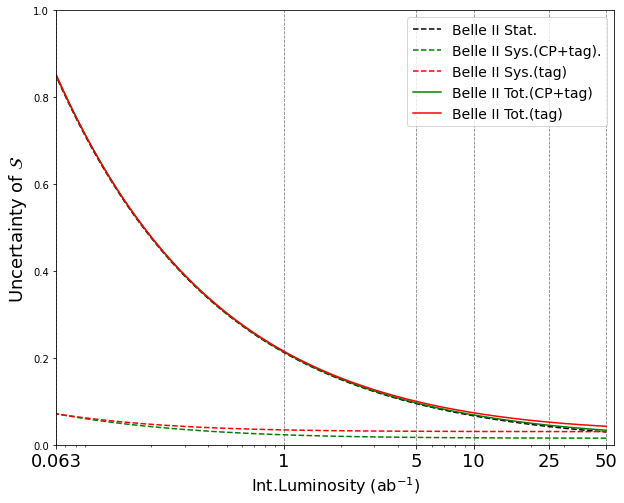 1.0
0.8
0.6
0.4
0.2
0.0
Uncertainty of 𝒮
Belle II Stat.
Belle II Sys.(CP+tag).
Belle II Sys.(tag)
Belle II Tot.(CP+tag)
Belle II Tot.(tag)
0.063 1 5 10 25 50
Int.Luminosity (ab⁻¹)